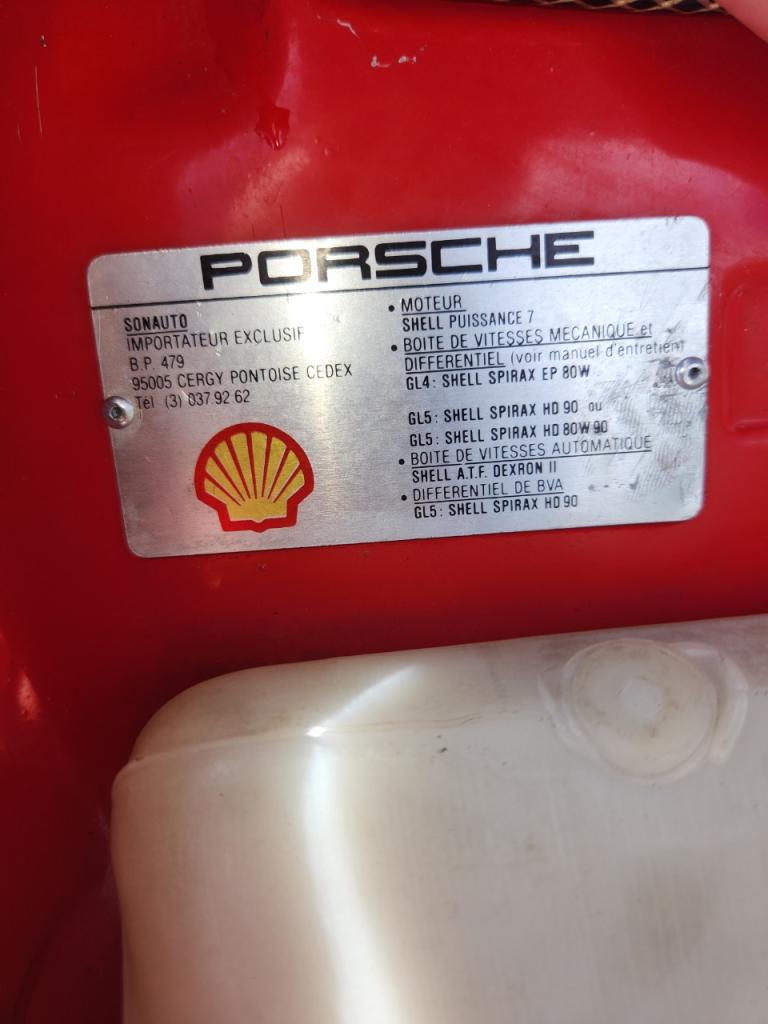 PORSCHE
SONAUTO
IMPORTATEUR EXCLUSIF
B.P. 479
95005 CERGY PONTOISE CEDEX
Tél (3) 037.92 62
• MOTEUR
SHELL PUISSANCE 7
• BOITE DE VITESSES MECANIQUE et
DIFFERENTIEL (voir manuel d'entretien
GL4: SHELL SPIRAX EP 80W
GL5: SHELL SPIRAX HD 90 ou
GL5: SHELL SPIRAX HD 80W90
• BOITE DE VITESSES AUTOMATIQUE
SHELL A.T.F. DEXRON II
• DIFFERENTIEL DE BVA
GL5: SHELL SPIRAX HD 90